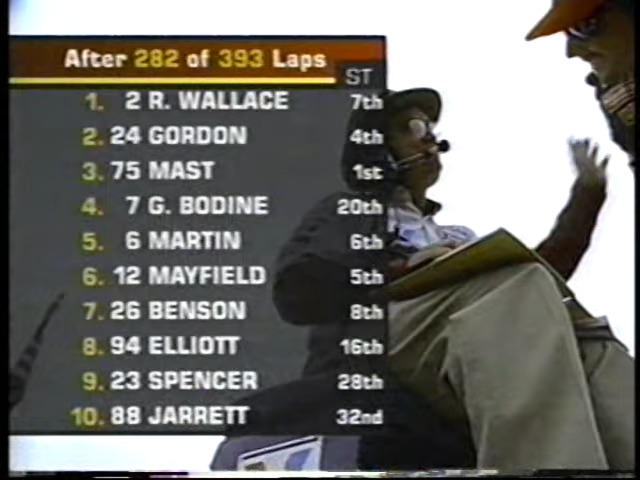 After 282 of 393 Laps
ST
1. 2 R. WALLACE 7th
2. 24 GORDON 4th
3. 75 MAST 1st
4. 7 G. BODINE 20th
5. 6 MARTIN 6th
6. 12 MAYFIELD 5th
7. 26 BENSON 8th
8. 94 ELLIOTT 16th
9. 23 SPENCER 28th
10. 88 JARRETT 32nd